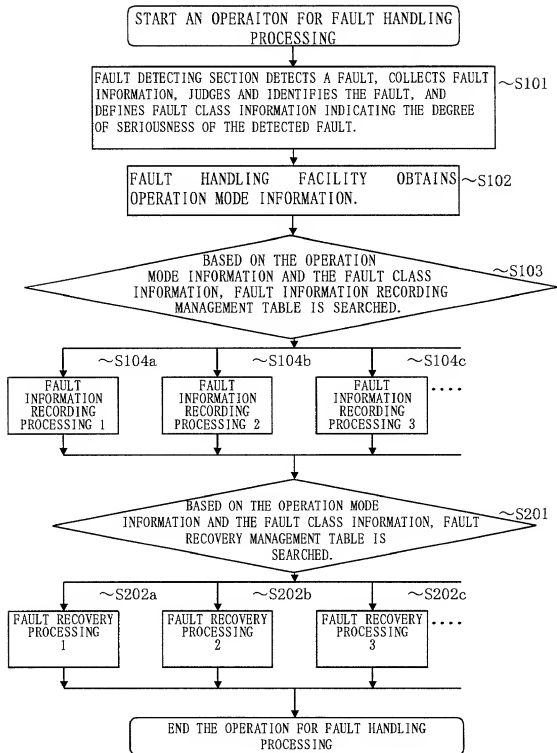 START AN OPERAITON FOR FAULT HANDLING
PROCESSING
FAULT DETECTING SECTION DETECTS A FAULT, COLLECTS FAULT
INFORMATION, JUDGES AND IDENTIFIES THE FAULT, AND
DEFINES FAULT CLASS INFORMATION INDICATING THE DEGREE
OF SERIOUSNESS OF THE DETECTED FAULT.
~S101
FAULT HANDLING FACILITY OBTAINS
OPERATION MODE INFORMATION.
~S102
BASED ON THE OPERATION
MODE INFORMATION AND THE FAULT CLASS
INFORMATION, FAULT INFORMATION RECORDING
MANAGEMENT TABLE IS SEARCHED.
~S103
~S104a
~S104b
~S104c
FAULT
INFORMATION
RECORDING
PROCESSING 1
FAULT
INFORMATION
RECORDING
PROCESSING 2
FAULT
INFORMATION
RECORDING
PROCESSING 3
....
BASED ON THE OPERATION MODE
INFORMATION AND THE FAULT CLASS INFORMATION, FAULT
RECOVERY MANAGEMENT TABLE IS
SEARCHED.
~S201
~S202a
~S202b
~S202c
FAULT RECOVERY
PROCESSING
1
FAULT RECOVERY
PROCESSING
2
FAULT RECOVERY
PROCESSING
3
....
END THE OPERATION FOR FAULT HANDLING
PROCESSING